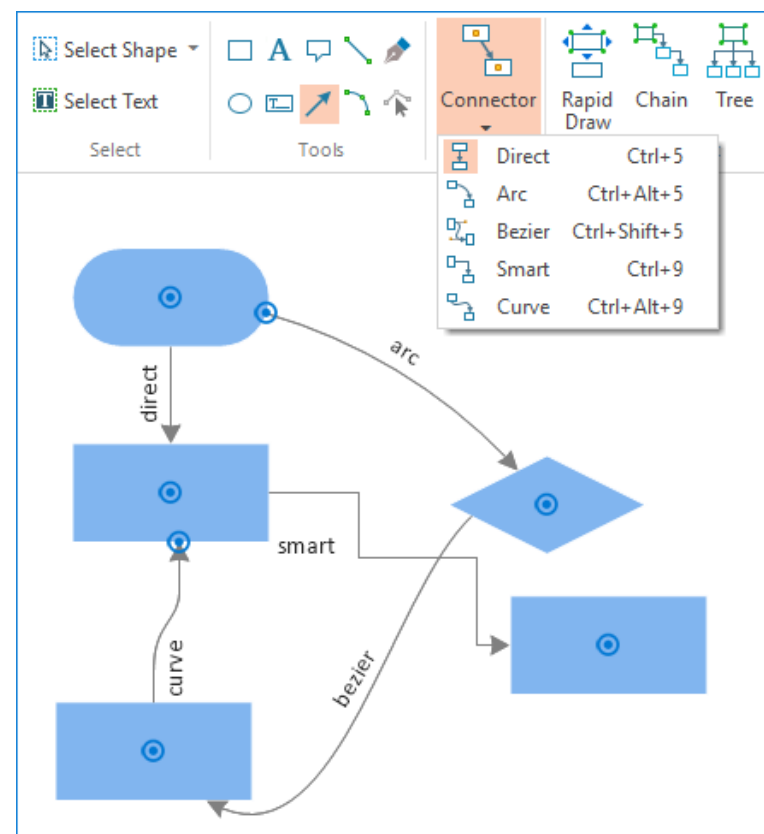 Select Shape
Select Text
Select
A
T
Tools
Connector
Rapid
Draw
Chain
Tree
Direct Ctrl+5
Arc Ctrl+Alt+5
Bezier Ctrl+Shift+5
Smart Ctrl+9
Curve Ctrl+Alt+9
arc
direct
smart
curve
bezier